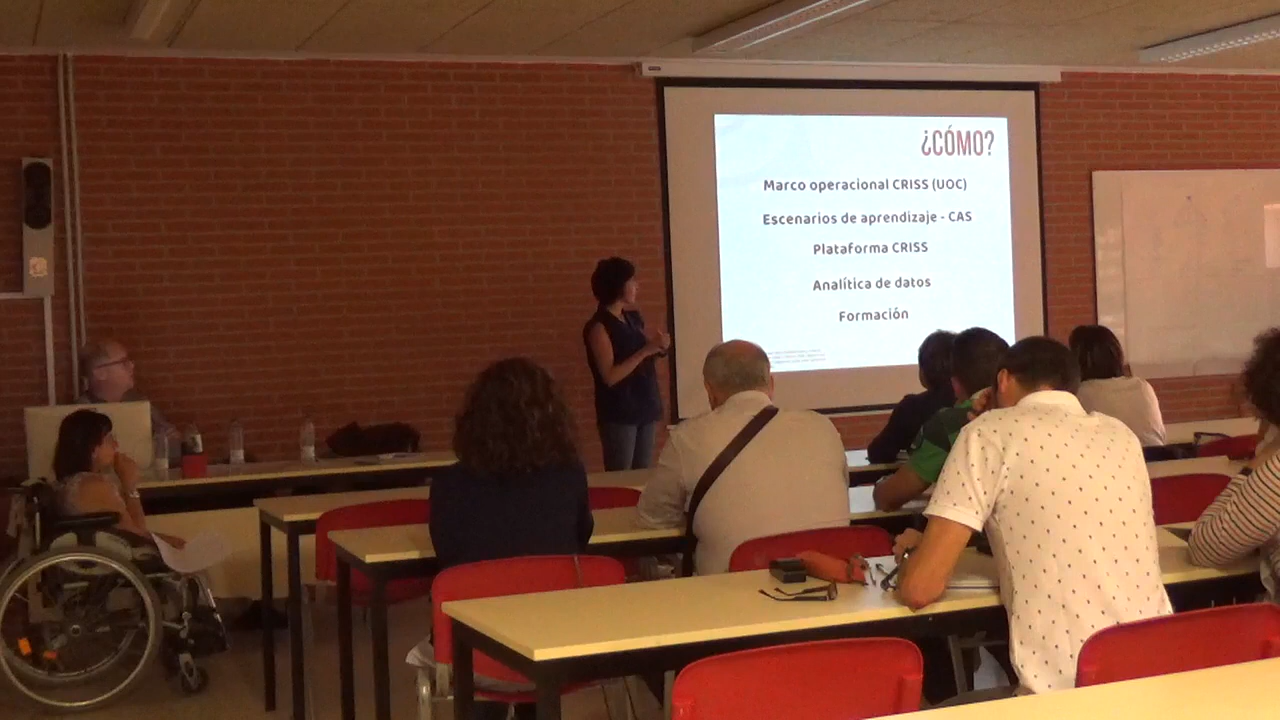 ¿CÓMO?
Marco operacional CRISS (UOC)
Escenarios de aprendizaje - CAS
Plataforma CRISS
Analítica de datos
Formación